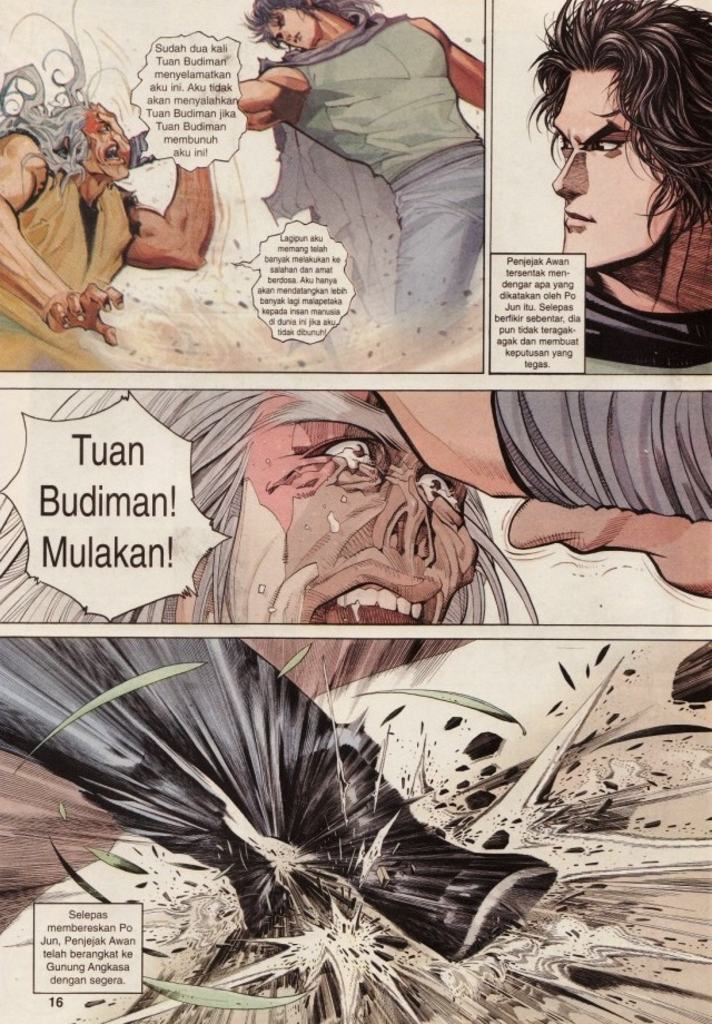 Sudah dua kali
Tuan Budiman
menyelamatkan
aku ini. Aku tidak
akan menyalahkan
Tuan Budiman jika
Tuan Budiman
membunuh
aku ini!
Lagipun aku
memang telah
banyak melakukan ke
salahan dan amat
berdosa. Aku hanya
akan mendatangkan lebih
banyak lagi malapetaka
kepada insan manusia
di dunia ini jika aku
tidak dibunuh!
Penjejak Awan
tersentak men-
dengar apa yang
dikatakan oleh Po
Jun itu. Selepas
berfikir sebentar, dia
pun tidak teragak-
agak dan membuat
keputusan yang
tegas.
Tuan
Budiman!
Mulakan!
Selepas
membereskan Po
Jun, Penjejak Awan
telah berangkat ke
Gunung Angkasa
dengan segera.
16